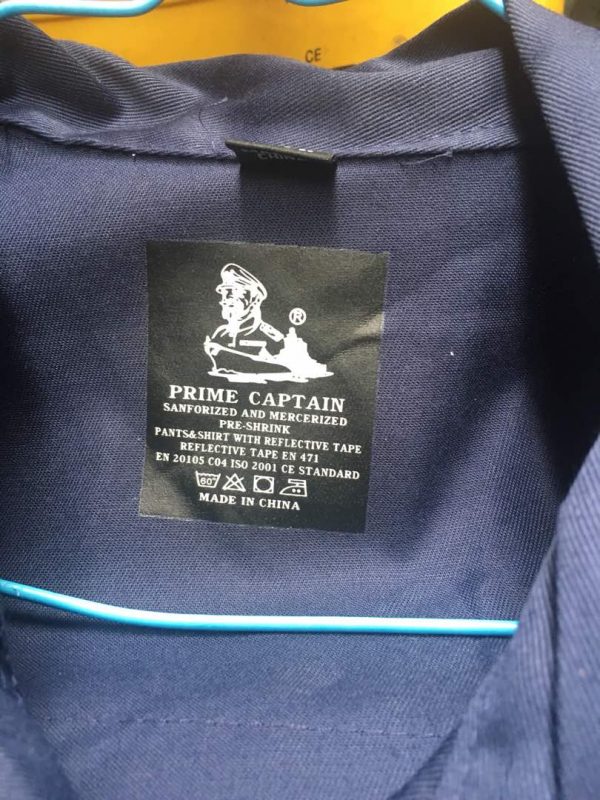 CE
®
PRIME CAPTAIN
SANFORIZED AND MERCERIZED
PRE-SHRINK
PANTS&SHIRT WITH REFLECTIVE TAPE
REFLECTIVE TAPE EN 471
EN 20105 C04 ISO 2001 CE STANDARD
60
MADE IN CHINA